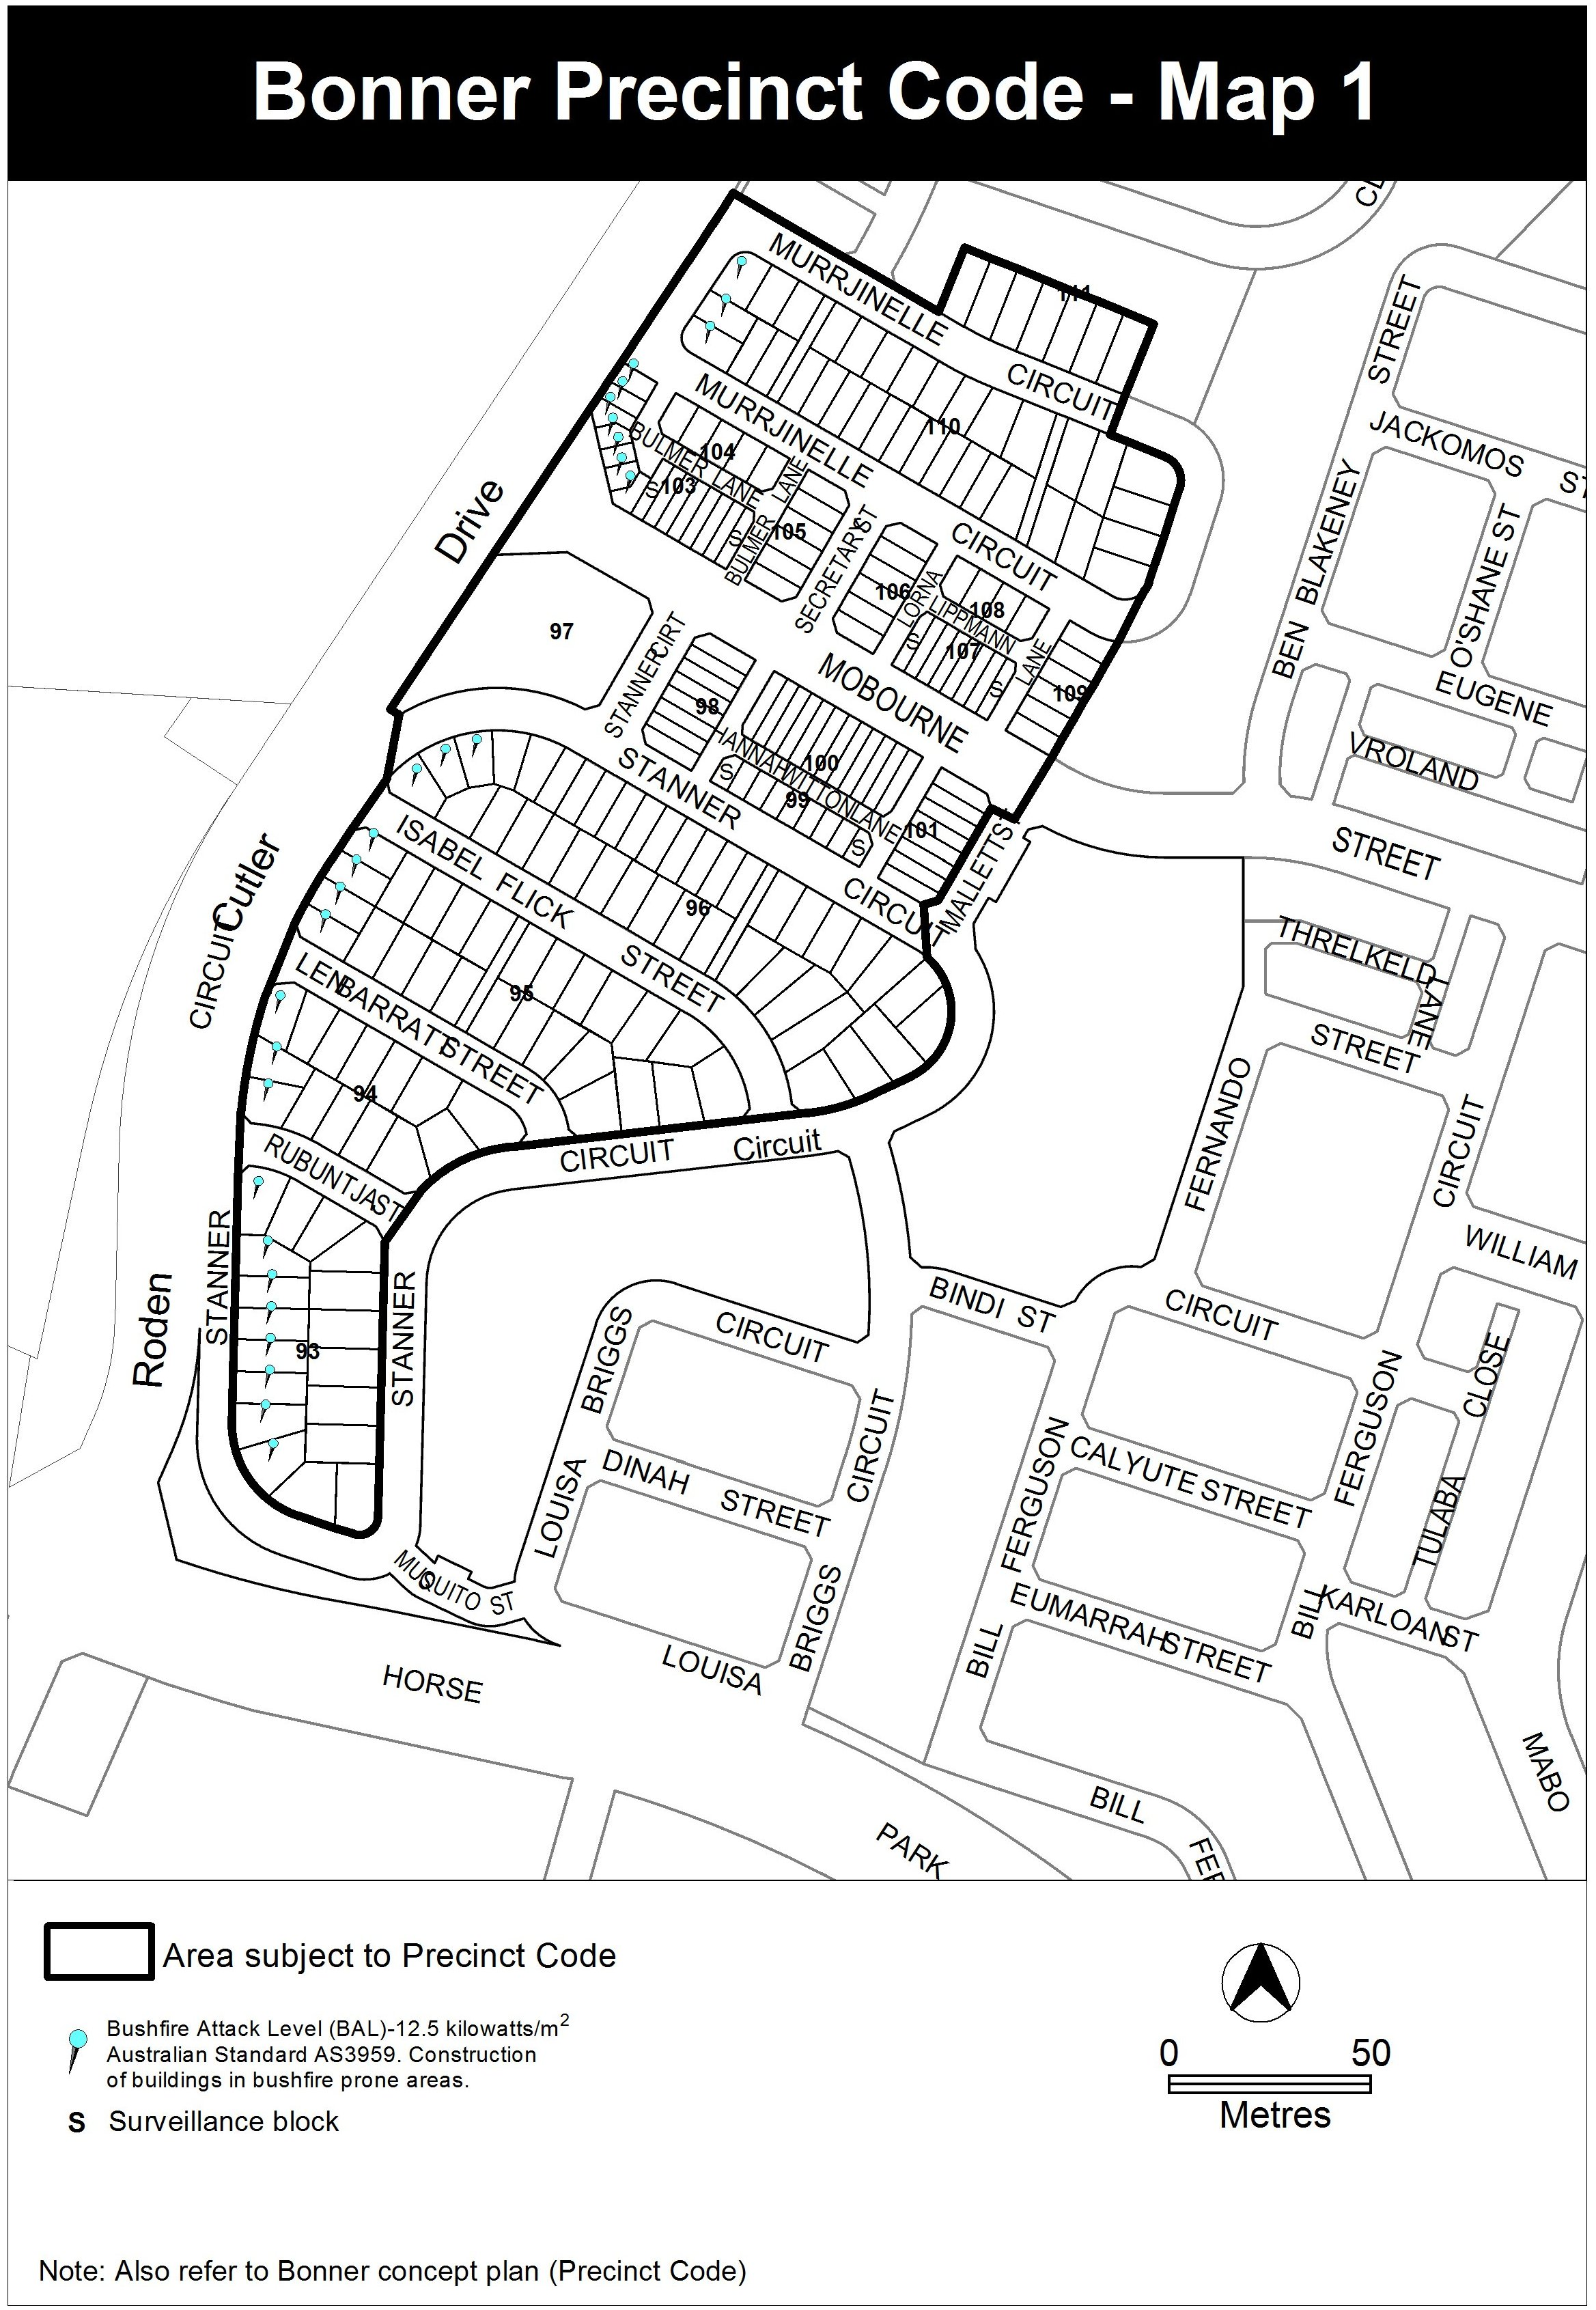 Bonner Precinct Code - Map 1
MURRJINELLE
CIRCUIT
111
STREET
JACKOMOS
MURRJINELLE
CIRCUIT
110
104
BULMER LANE
103
S
S
BULMER LANE
105
SECRETARY ST
106
LORNA
LIPPMANN
LANE
108
107
S
S
109
Drive
97
BEN BLAKENEY
O'SHANE ST
EUGENE
VROLAND
STREET
STANNER CIRT
98
MOBOURNE
HANNAH WITTON LANE
100
99
S
S
101
MALLETT ST
STANNER
CIRCUIT
ISABEL FLICK
STREET
96
95
Cutler
CIRCUIT
LEN BARRATT STREET
94
RUBUNTJA ST
THRELKELD
LANE
STREET
FERNANDO
CIRCUIT
WILLIAM
CIRCUIT
Circuit
STANNER
Roden
93
STANNER
BINDI ST
CIRCUIT
BRIGGS
CIRCUIT
CLOSE
TULABA
FERGUSON
CIRCUIT
LOUISA
DINAH
STREET
FERGUSON
CALYUTE STREET
MUQUITO ST
S
BRIGGS
EUMARRAH STREET
BILL
BILL
KARLOAN ST
LOUISA
HORSE
PARK
BILL
MABO
Area subject to Precinct Code
Bushfire Attack Level (BAL)-12.5 kilowatts/m2
Australian Standard AS3959. Construction
of buildings in bushfire prone areas.
S Surveillance block
0 50
Metres
Note: Also refer to Bonner concept plan (Precinct Code)